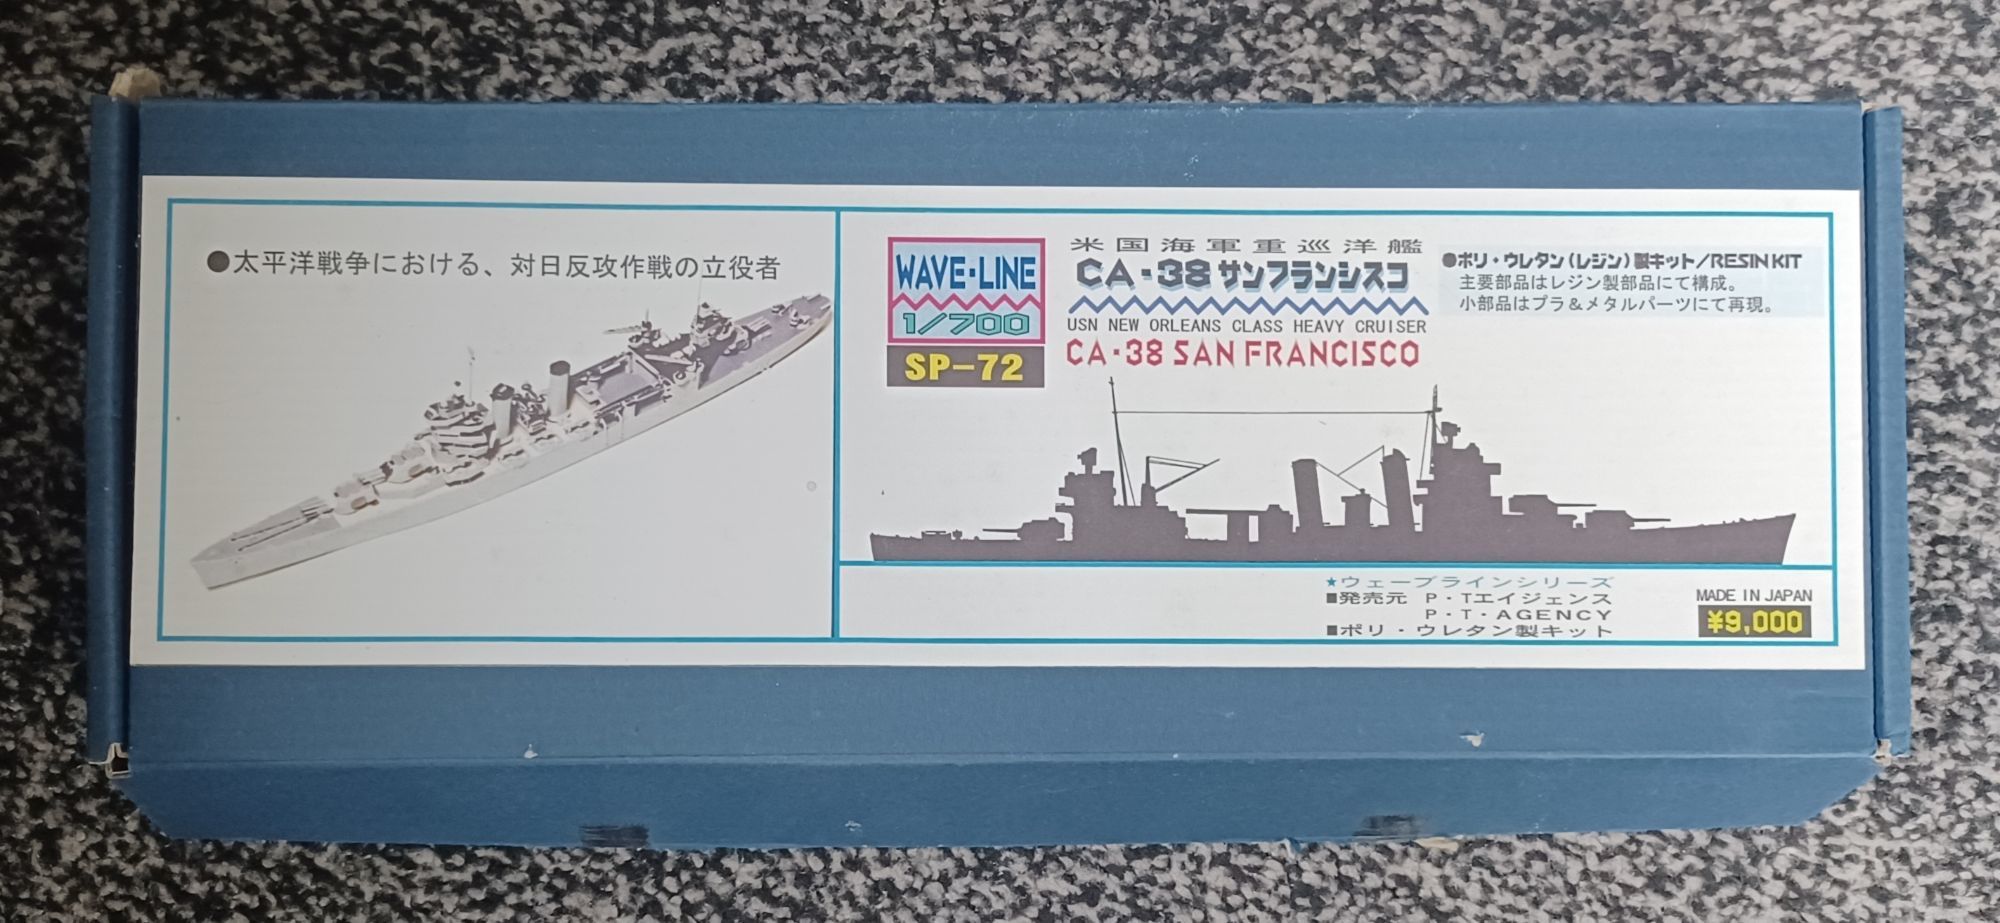 ●太平洋戦争における、対日反攻作戦の立役者
WAVE・LINE
1/700
SP-72
米国海軍重巡洋艦
CA・38 サンフランシスコ
USN NEW ORLEANS CLASS HEAVY CRUISER
CA・38 SAN FRANCISCO
●ポリ・ウレタン(レジン)製キット/RESIN KIT
主要部品はレジン製部品にて構成。
小部品はプラ&メタルパーツにて再現。
★ウェーブラインシリーズ
■発売元 P・Tエイジェンス
P・T・AGENCY
■ポリ・ウレタン製キット
MADE IN JAPAN
¥9,000